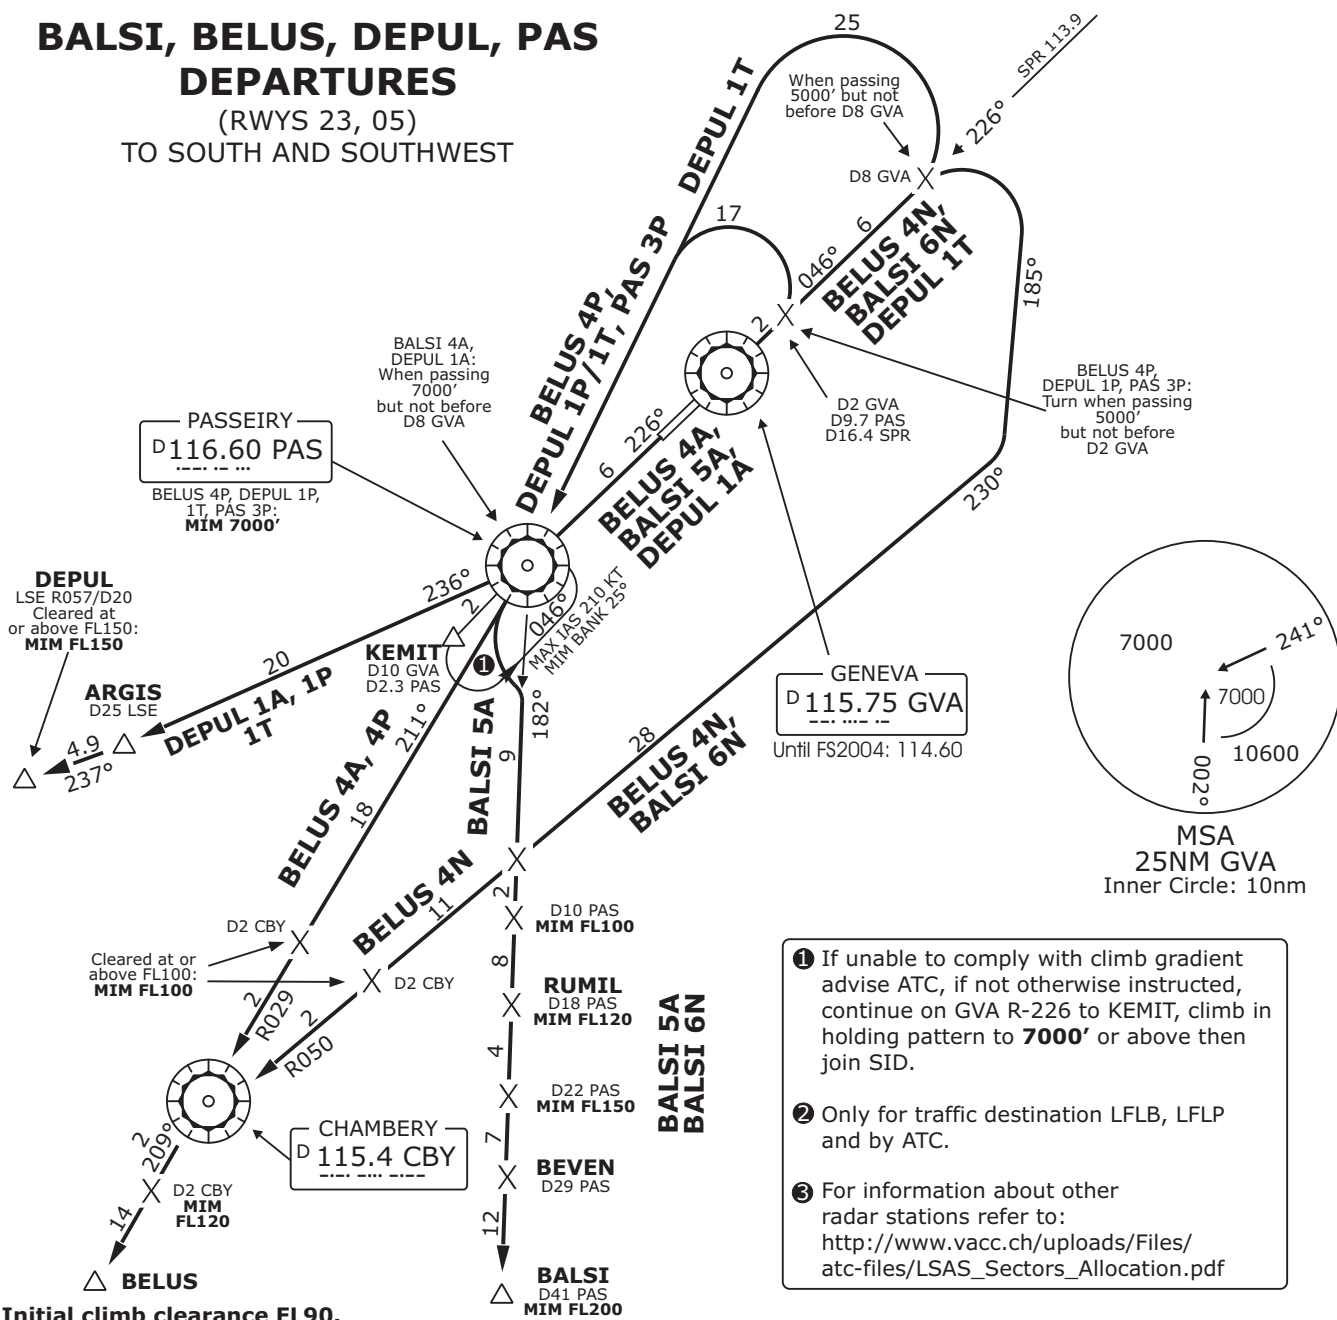 BALSI, BELUS, DEPUL, PAS
DEPARTURES
(RWYS 23, 05)
TO SOUTH AND SOUTHWEST
25
SPR 113.9
226°
When passing
5000’ but not
before D8 GVA
D8 GVA
DEPUL 1T
17
6
046°
BELUS 4N,
BALSI 6N
DEPUL 1T
185°
2
BELUS 4P,
DEPUL 1P/1T, PAS 3P
BALSI 4A,
DEPUL 1A:
When passing
7000’
but not before
D8 GVA
D2 GVA
D9.7 PAS
D16.4 SPR
BELUS 4P,
DEPUL 1P, PAS 3P:
Turn when passing
5000’
but not before
D2 GVA
PASSEIRY
D 116.60 PAS
BELUS 4P, DEPUL 1P,
1T, PAS 3P:
MIM 7000’
226°
6
BELUS 4A,
BALSI 5A,
DEPUL 1A
230°
DEPUL
LSE R057/D20
Cleared at
or above FL150:
MIM FL150
236°
2
046°
MAX IAS 210 KT
MIM BANK 25°
KEMIT
D10 GVA
D2.3 PAS
1
20
ARGIS
D25 LSE
DEPUL 1A, 1P
1T
4.9
237°
GENEVA
D 115.75 GVA
Until FS2004: 114.60
7000
241°
7000
10600
002°
MSA
25NM GVA
Inner Circle: 10nm
211°
BELUS 4A, 4P
18
BALSI 5A
182°
9
28
BELUS 4N,
BALSI 6N
BELUS 4N
11
2
D10 PAS
MIM FL100
D2 CBY
Cleared at or
above FL100:
MIM FL100
D2 CBY
8
RUMIL
D18 PAS
MIM FL120
2
R029
2
R050
4
D22 PAS
MIM FL150
BALSI 5A
BALSI 6N
CHAMBERY
D 115.4 CBY
2
209°
7
BEVEN
D29 PAS
D2 CBY
MIM
FL120
14
12
BELUS
BALSI
D41 PAS
MIM FL200
1 If unable to comply with climb gradient
advise ATC, if not otherwise instructed,
continue on GVA R-226 to KEMIT, climb in
holding pattern to 7000’ or above then
join SID.
2 Only for traffic destination LFLB, LFLP
and by ATC.
3 For information about other
radar stations refer to:
http://www.vacc.ch/uploads/Files/
atc-files/LSAS_Sectors_Allocation.pdf
Initial climb clearance FL90.